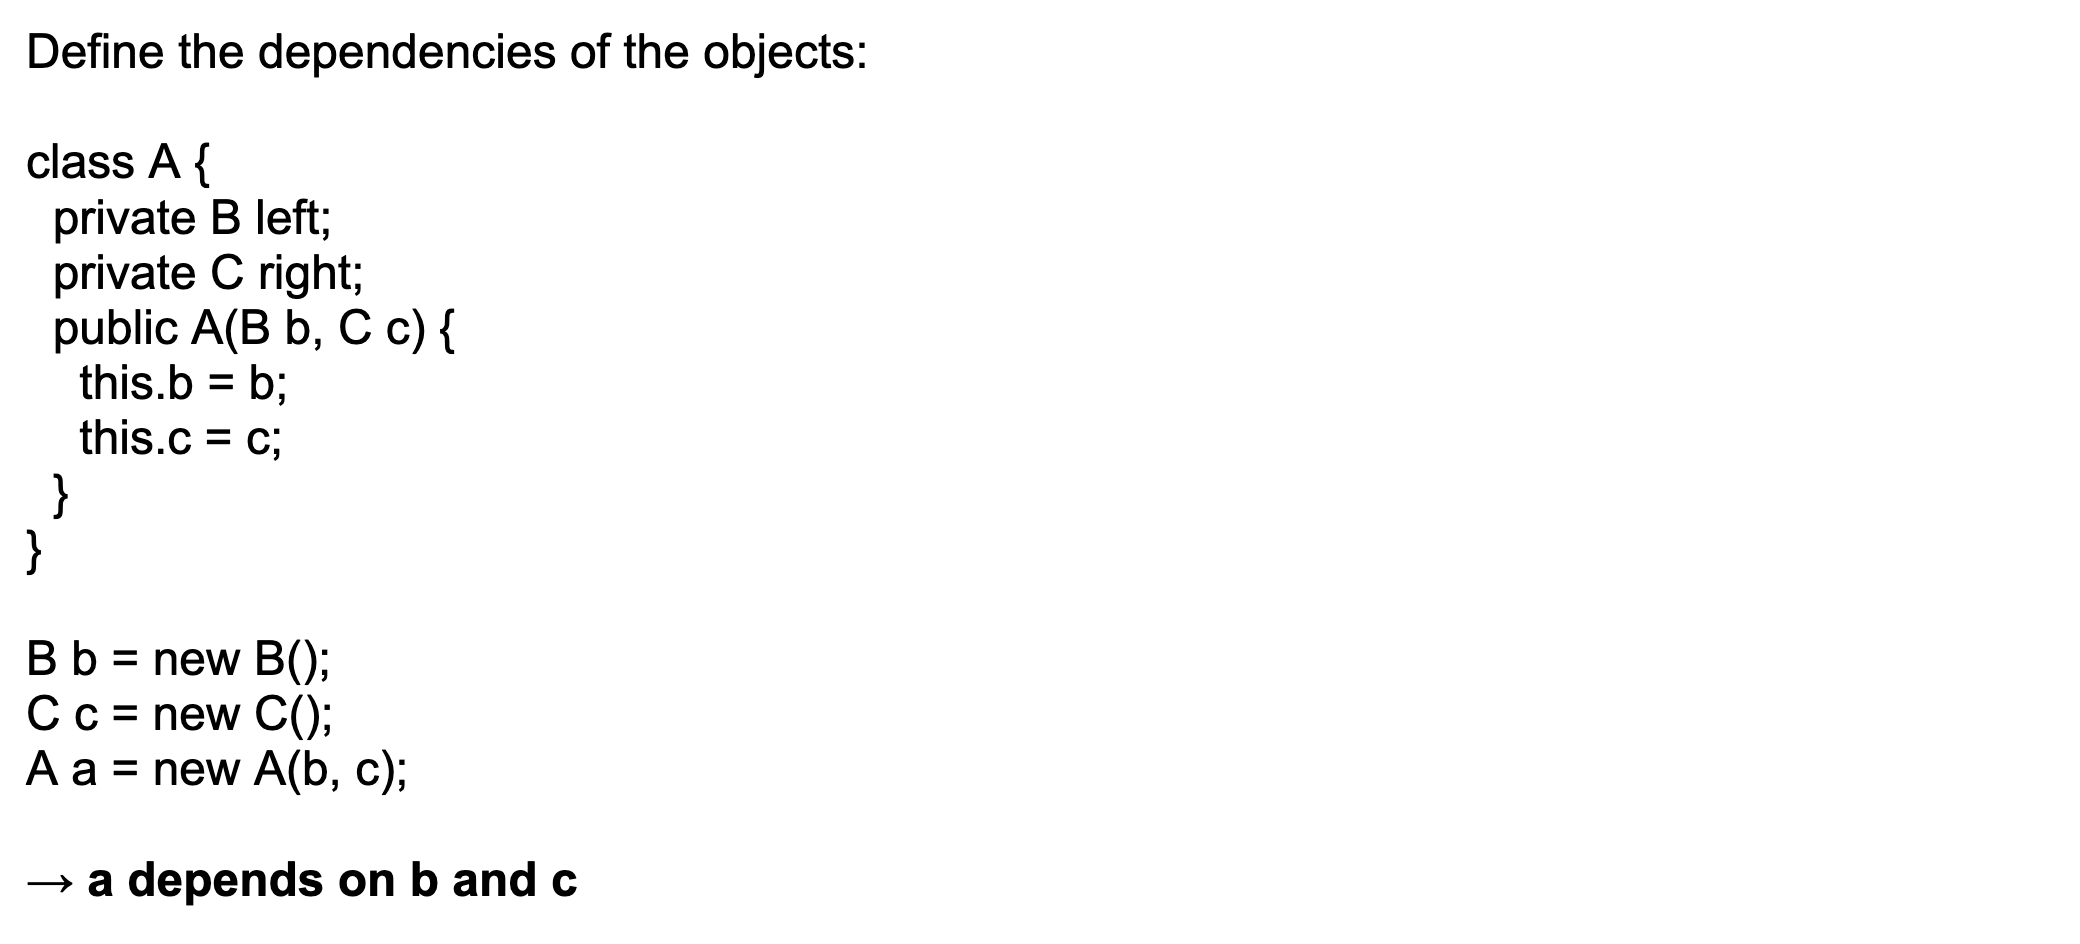 Define the dependencies of the objects:
class A {
private B left;
private C right;
public A(B b, C c) {
this.b = b;
this.c = c;
}
}
B b = new B();
C c = new C();
A a = new A(b, c);
→ a depends on b and c